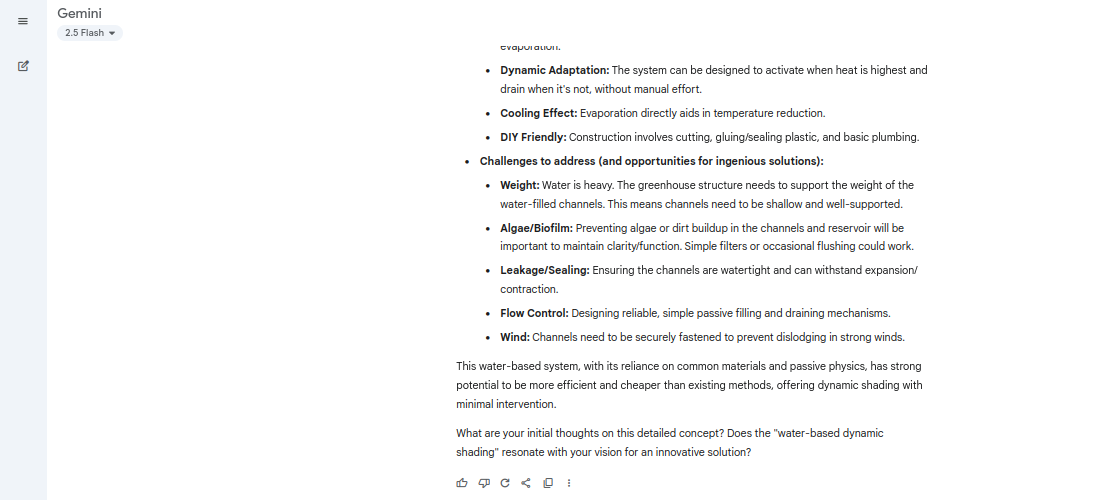 Gemini
2.5 Flash
evaporation.
Dynamic Adaptation: The system can be designed to activate when heat is highest and
drain when it's not, without manual effort.
Cooling Effect: Evaporation directly aids in temperature reduction.
DIY Friendly: Construction involves cutting, gluing/sealing plastic, and basic plumbing.
Challenges to address (and opportunities for ingenious solutions):
Weight: Water is heavy. The greenhouse structure needs to support the weight of the
water-filled channels. This means channels need to be shallow and well-supported.
Algae/Biofilm: Preventing algae or dirt buildup in the channels and reservoir will be
important to maintain clarity/function. Simple filters or occasional flushing could work.
Leakage/Sealing: Ensuring the channels are watertight and can withstand expansion/
contraction.
Flow Control: Designing reliable, simple passive filling and draining mechanisms.
Wind: Channels need to be securely fastened to prevent dislodging in strong winds.
This water-based system, with its reliance on common materials and passive physics, has strong
potential to be more efficient and cheaper than existing methods, offering dynamic shading with
minimal intervention.
What are your initial thoughts on this detailed concept? Does the "water-based dynamic
shading" resonate with your vision for an innovative solution?